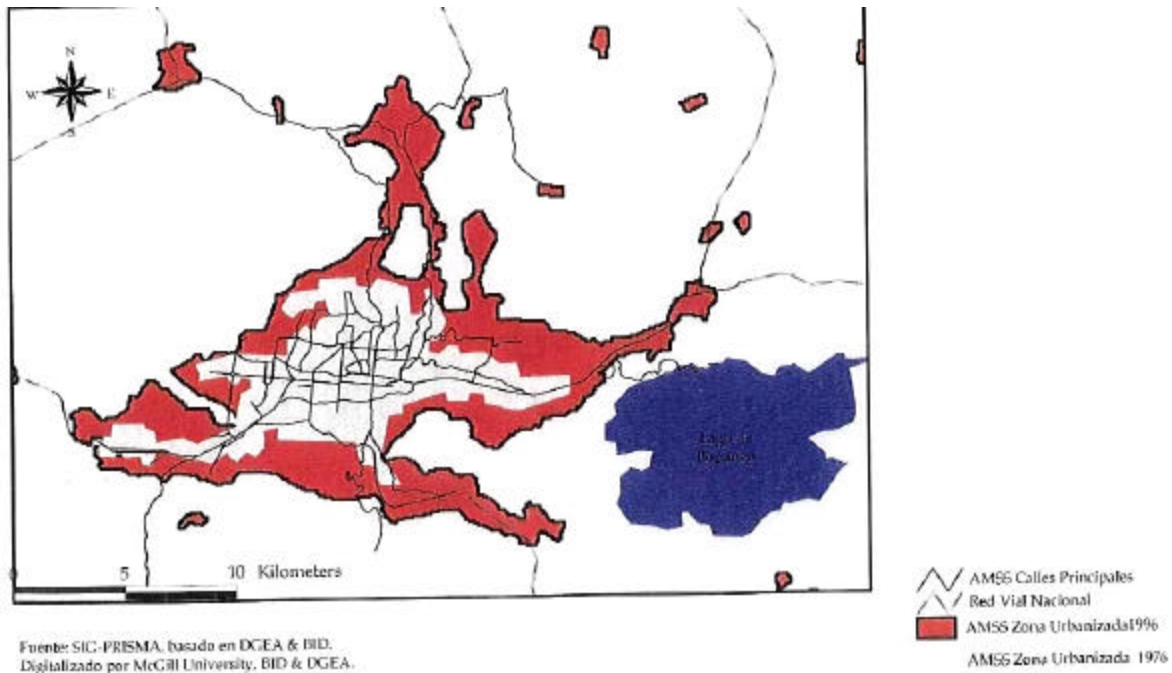 N
W E
S
5 10 Kilometers
AMSS Calles Principales
Red Vial Nacional
AMSS Zona Urbanizada1996
AMSS Zona Urbanizada 1976
Fuente: SIG-PRISMA, basado en DGEA & BID.
Digitalizado por McGill University, BID & DGEA.